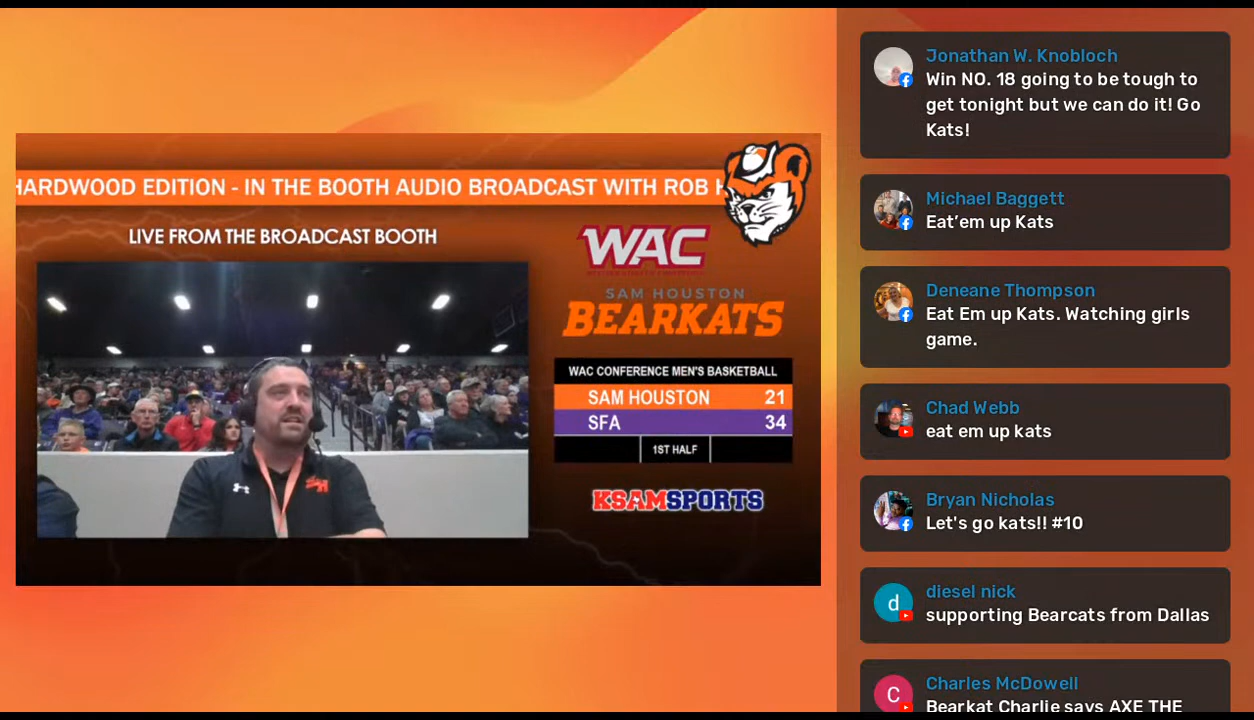 HARDWOOD EDITION - IN THE BOOTH AUDIO BROADCAST WITH ROB
LIVE FROM THE BROADCAST BOOTH
WAC
SAM HOUSTON
BEARKATS
WAC CONFERENCE MEN'S BASKETBALL
SAM HOUSTON 21
SFA 34
1ST HALF
KSAMSPORTS
SH
Jonathan W. Knobloch
Win NO. 18 going to be tough to
get tonight but we can do it! Go
Kats!
Michael Baggett
Eat’em up Kats
Deneane Thompson
Eat Em up Kats. Watching girls
game.
Chad Webb
eat em up kats
Bryan Nicholas
Let's go kats!! #10
d
diesel nick
supporting Bearcats from Dallas
C
Charles McDowell
Bearkat Charlie says AXE THE